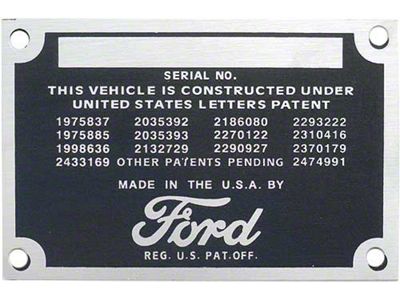 SERIAL NO.
THIS VEHICLE IS CONSTRUCTED UNDER
UNITED STATES LETTERS PATENT
1975837 2035392 2186080 2293222
1975885 2035393 2270122 2310416
1998636 2132729 2290927 2370179
2433169 OTHER PATENTS PENDING 2474991
MADE IN THE U.S.A. BY
Ford
REG. U.S. PAT.OFF.